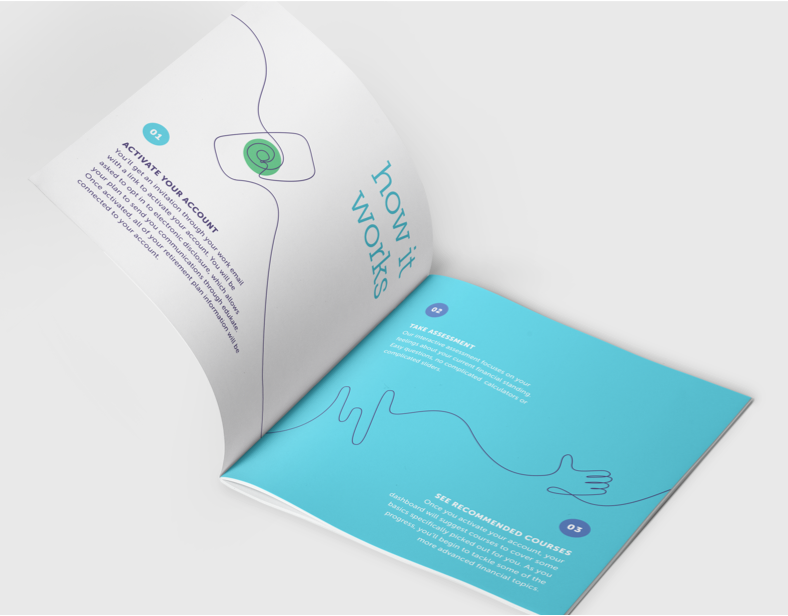 how it
works
01
ACTIVATE YOUR ACCOUNT
You'll get an invitation through your work email
with a link to activate your account. You will be
asked to opt in to electronic disclosure, which allows
your plan to send you communications through edukate.
Once activated, all of your retirement plan information will be
connected to your account.
02
TAKE ASSESSMENT
Our interactive assessment focuses on your
feelings about your current financial standing.
Easy questions, no complicated calculators or
complicated sliders.
03
SEE RECOMMENDED COURSES
Once you activate your account, your
dashboard will suggest courses to cover some
basics specifically picked out for you. As you
progress, you'll begin to tackle some of the
more advanced financial topics.